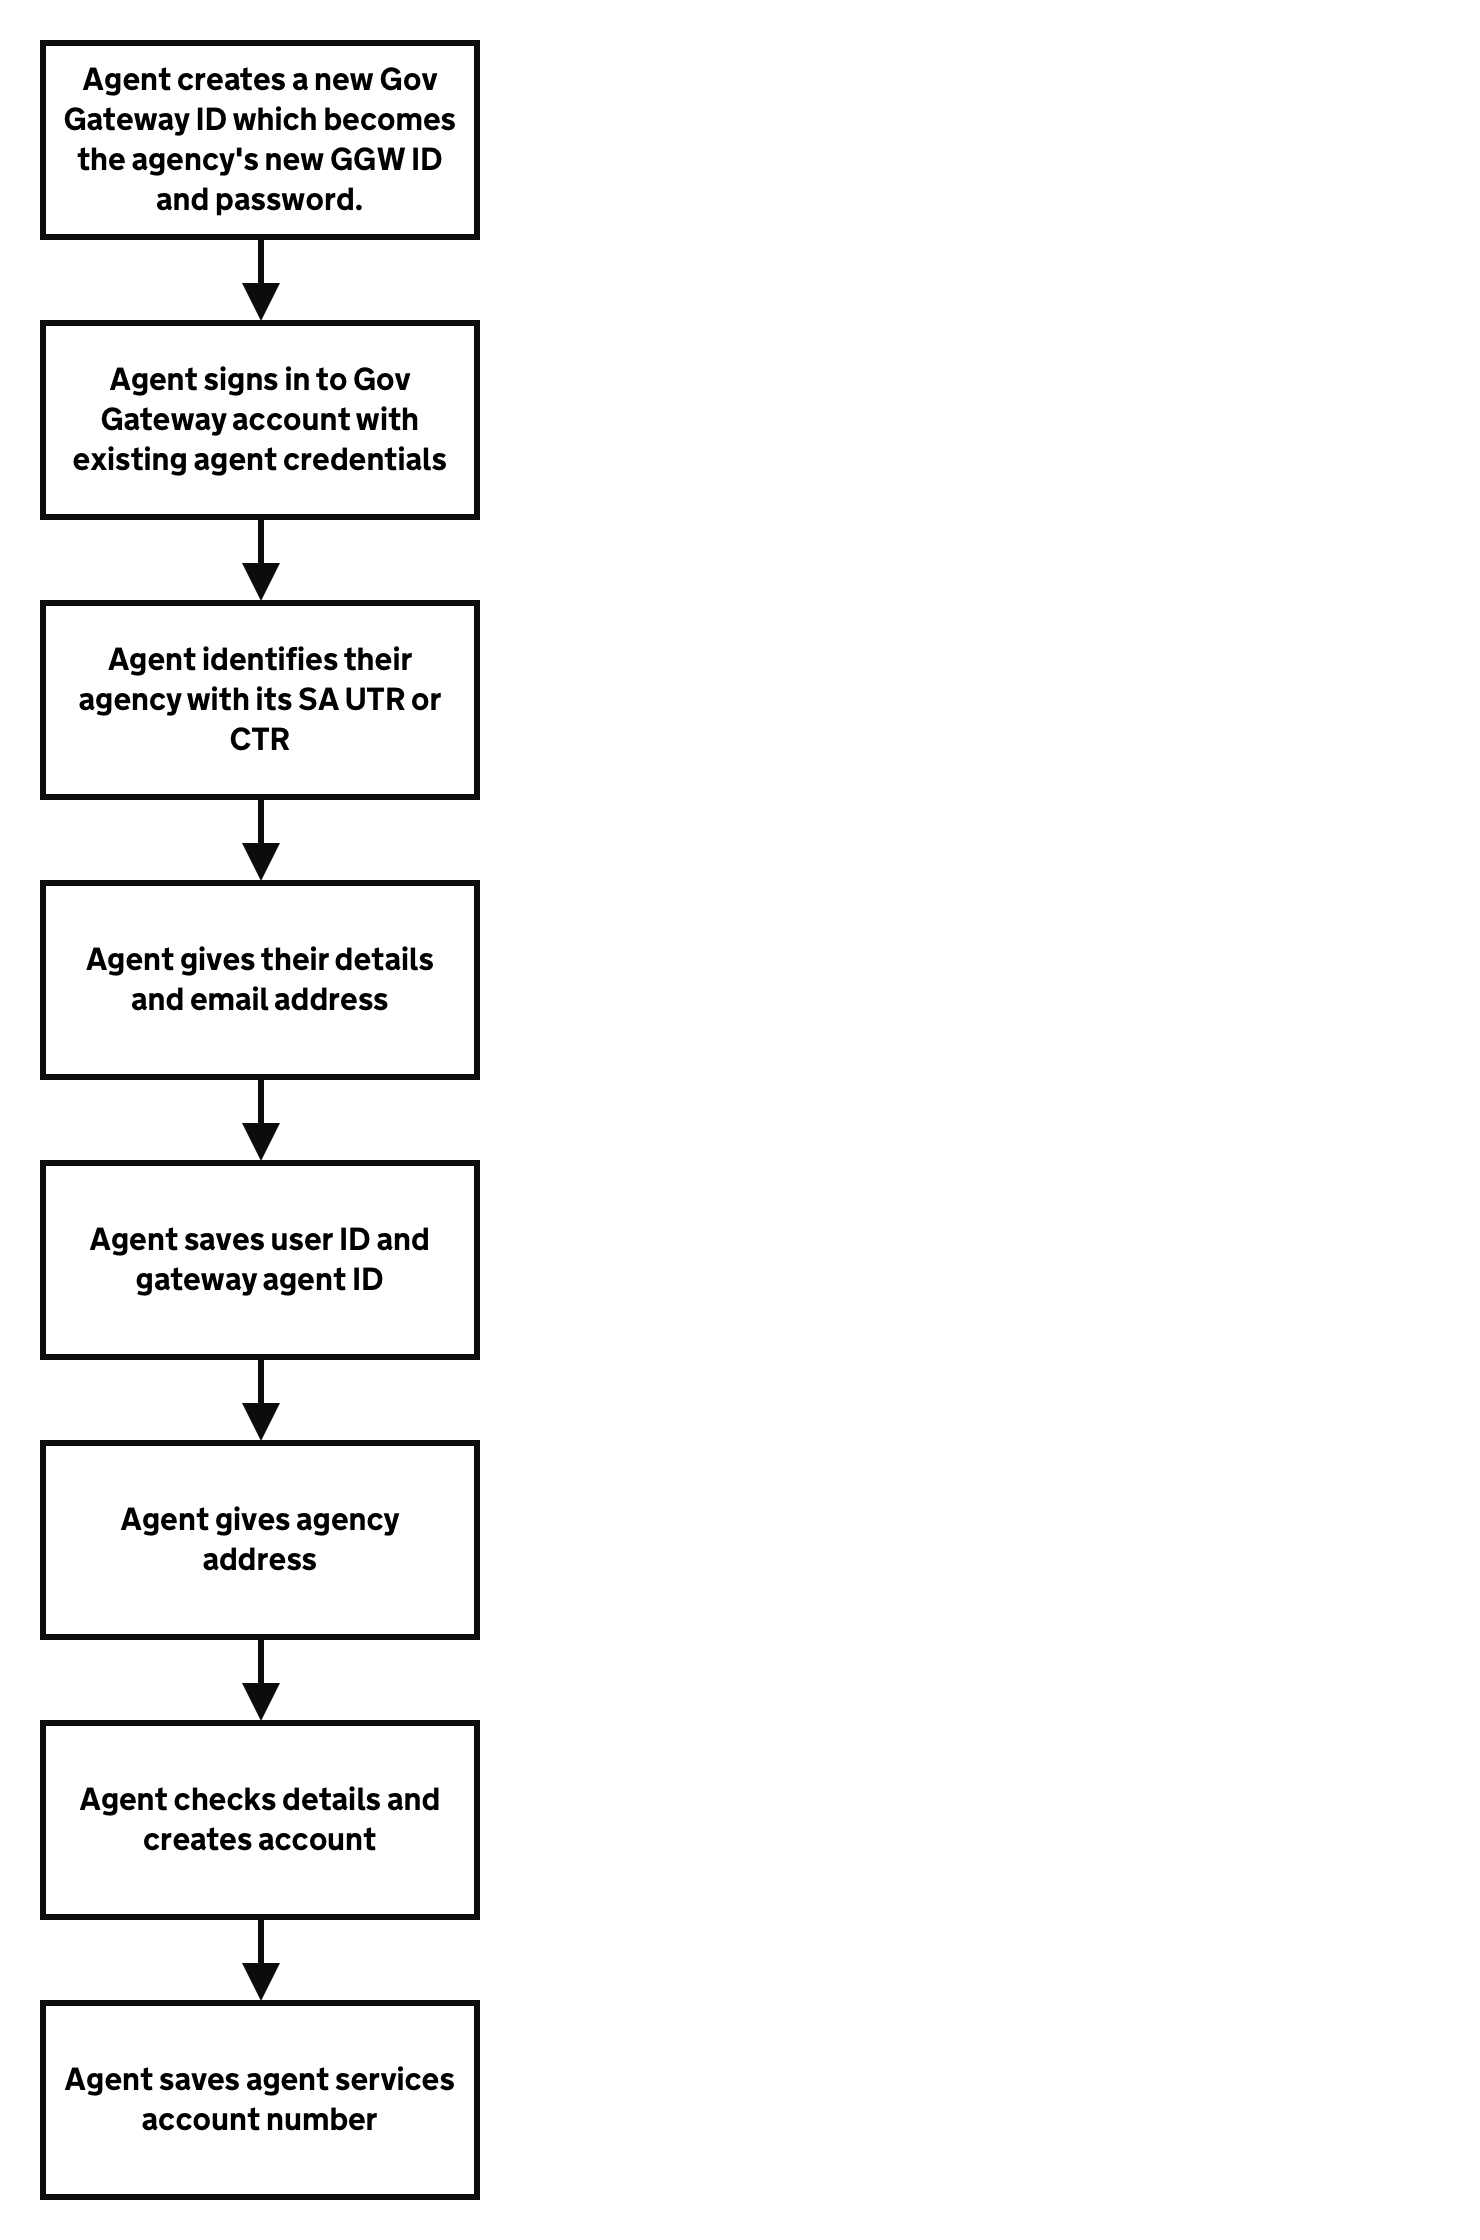 Agent creates a new Gov
Gateway ID which becomes
the agency's new GGW ID
and password.
Agent signs in to Gov
Gateway account with
existing agent credentials
Agent identifies their
agency with its SA UTR or
CTR
Agent gives their details
and email address
Agent saves user ID and
gateway agent ID
Agent gives agency
address
Agent checks details and
creates account
Agent saves agent services
account number